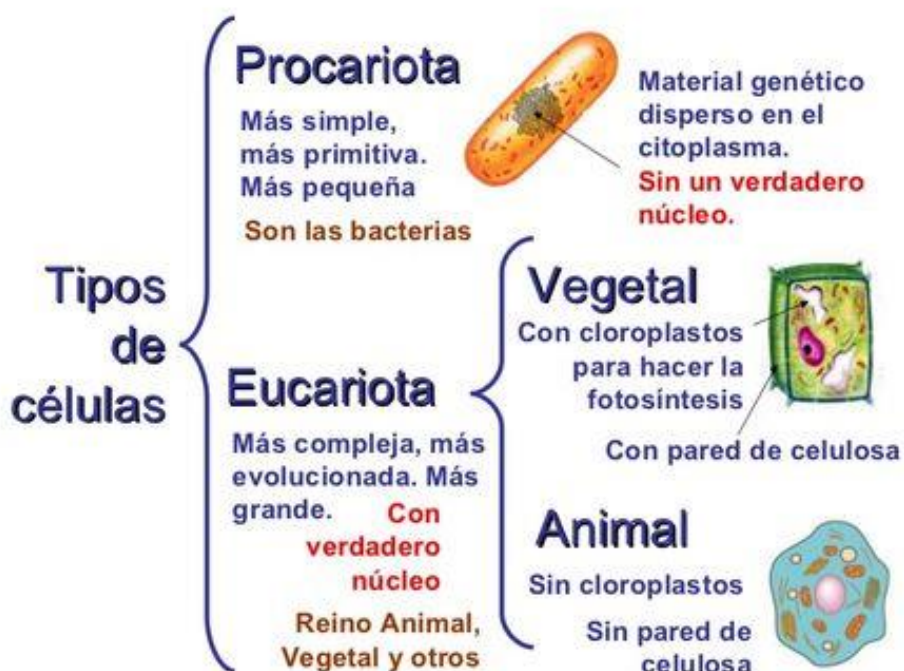 Tipos
de
células
Procariota
Más simple,
más primitiva.
Más pequeña
Son las bacterias
Material genético
disperso en el
citoplasma.
Sin un verdadero
núcleo.
Eucariota
Más compleja, más
evolucionada. Más
grande. Con
verdadero
núcleo
Reino Animal,
Vegetal y otros
Vegetal
Con cloroplastos
para hacer la
fotosíntesis
Con pared de celulosa
Animal
Sin cloroplastos
Sin pared de
celulosa